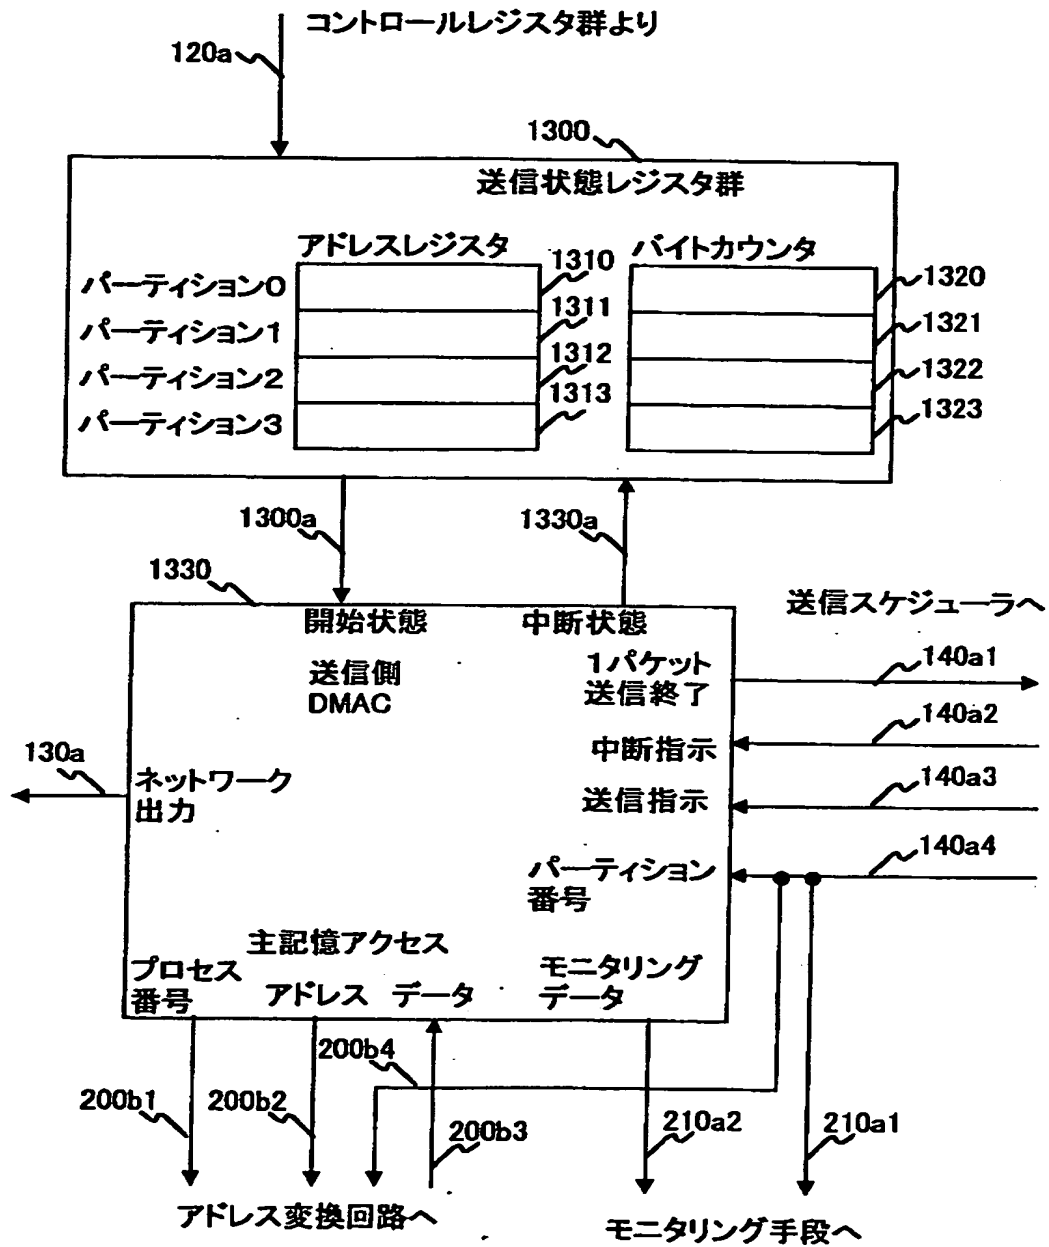 コントロールレジスタ群より
120a
1300
送信状態レジスタ群
アドレスレジスタ
バイトカウンタ
パーティション0
1310
1320
パーティション1
1311
1321
パーティション2
1312
1322
パーティション3
1313
1323
1300a
1330a
1330
開始状態
中断状態
送信スケジューラへ
送信側
DMAC
1パケット
送信終了
140a1
中断指示
140a2
130a
ネットワーク
出力
送信指示
140a3
パーティション
番号
140a4
主記憶アクセス
プロセス
番号
アドレス
データ
モニタリング
データ
200b4
200b1
200b2
200b3
210a2
210a1
アドレス変換回路へ
モニタリング手段へ